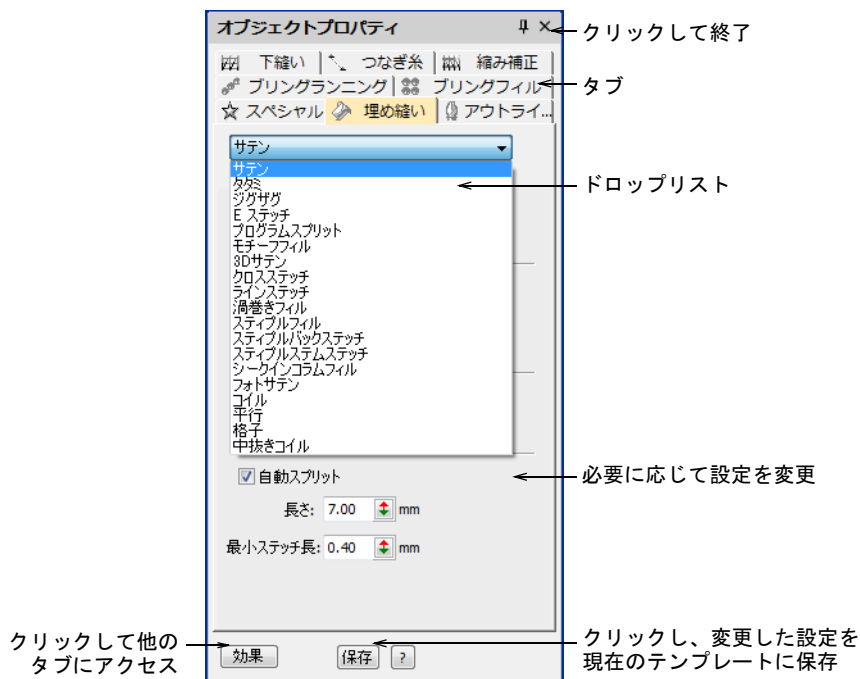 オブジェクトプロパティ
クリックして終了
下縫い
つなぎ糸
縮み補正
ブリングランニング
ブリングフィル
タブ
スペシャル
埋め縫い
アウトライ...
サテン
サテン
タタミ
ドロップリスト
ジグザグ
E ステッチ
プログラムスプリット
モチーフフィル
3Dサテン
クロスステッチ
ラインステッチ
渦巻きフィル
スティプルフィル
スティプルバックステッチ
スティプルステムステッチ
シークインコラムフィル
フォトサテン
コイル
平行
格子
中抜きコイル
自動スプリット
必要に応じて設定を変更
長さ: 7.00 mm
最小ステッチ長: 0.40 mm
クリックして他の
タブにアクセス
効果
保存
?
クリックし、変更した設定を
現在のテンプレートに保存